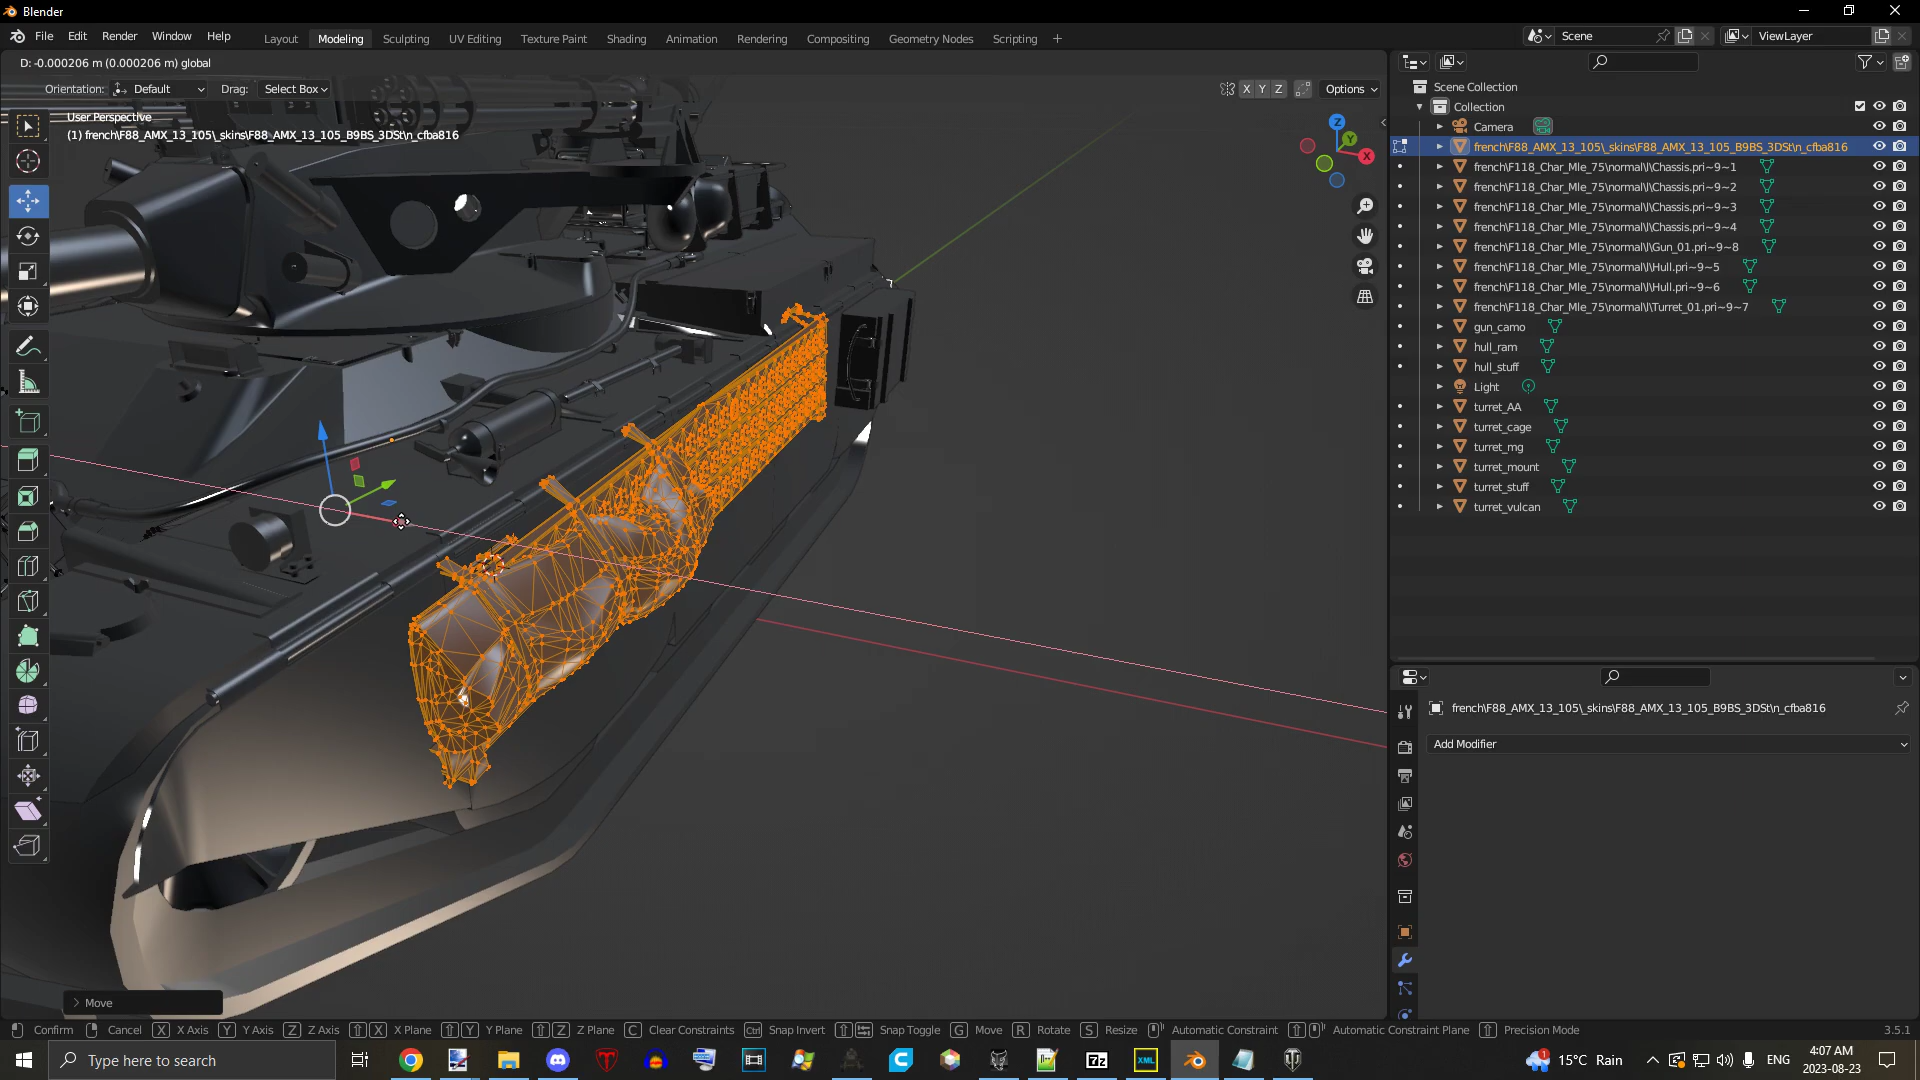 Blender
File Edit Render Window Help
Layout Modeling Sculpting UV Editing Texture Paint Shading Animation Rendering Compositing Geometry Nodes Scripting +
Scene
ViewLayer
D: -0.000206 m (0.000206 m) global
Orientation: Default Drag: Select Box
X Y Z Options
User Perspective
(1) french\F88_AMX_13_105\_skins\F88_AMX_13_105_B9BS_3DSt\n_cfba816
Z
Y
X
Scene Collection
Collection
Camera
french\F88_AMX_13_105\_skins\F88_AMX_13_105_B9BS_3DSt\n_cfba816
french\F118_Char_Mle_75\normal\l\Chassis.pri~9~1
french\F118_Char_Mle_75\normal\l\Chassis.pri~9~2
french\F118_Char_Mle_75\normal\l\Chassis.pri~9~3
french\F118_Char_Mle_75\normal\l\Chassis.pri~9~4
french\F118_Char_Mle_75\normal\l\Gun_01.pri~9~8
french\F118_Char_Mle_75\normal\l\Hull.pri~9~5
french\F118_Char_Mle_75\normal\l\Hull.pri~9~6
french\F118_Char_Mle_75\normal\l\Turret_01.pri~9~7
gun_camo
hull_ram
hull_stuff
Light
turret_AA
turret_cage
turret_mg
turret_mount
turret_stuff
turret_vulcan
french\F88_AMX_13_105\_skins\F88_AMX_13_105_B9BS_3DSt\n_cfba816
Add Modifier
Move
Confirm Cancel X X Axis Y Y Axis Z Z Axis X X Plane Y Y Plane Z Z Plane C Clear Constraints Ctrl Snap Invert Snap Toggle G Move R Rotate S Resize Automatic Constraint Automatic Constraint Plane Precision Mode 3.5.1
Type here to search
7z
XML
1
15°C Rain
ENG
4:07 AM
2023-08-23